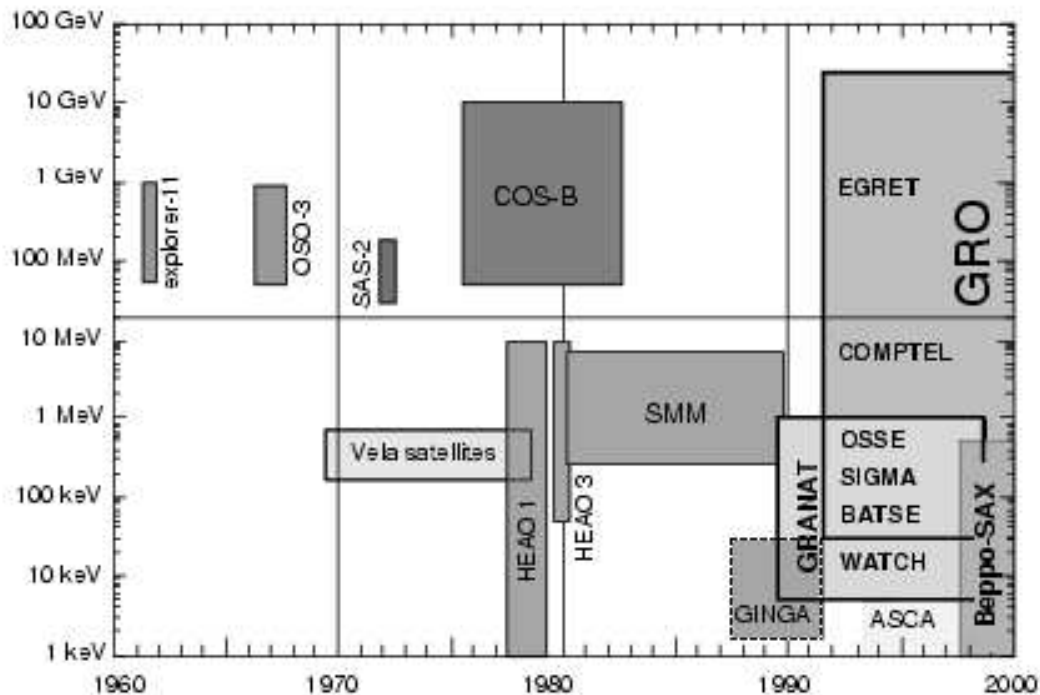 100 GeV
10 GeV
1 GeV
100 MeV
10 MeV
1 MeV
100 keV
10 keV
1 keV
1960
1970
1980
1990
2000
explorer-11
OSO-3
SAS-2
COS-B
EGRET
GRO
COMPTEL
Vela satellites
HEAO 1
HEAO 3
SMM
GRANAT
OSSE
SIGMA
BATSE
WATCH
GINGA
ASCA
Beppo-SAX